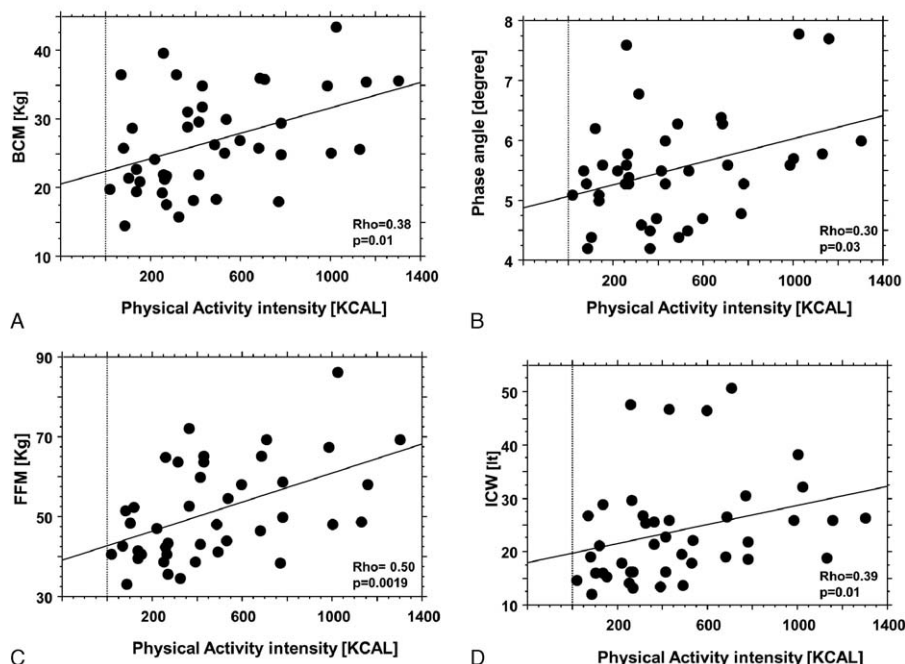 40
30
20
10
BCM [Kg]
Rho=0.38
p=0.01
200 600 1000 1400
Physical Activity intensity [KCAL]
A
8
7
6
5
4
Phase angle [degree]
Rho=0.30
p=0.03
200 600 1000 1400
Physical Activity intensity [KCAL]
B
90
70
50
30
FFM [Kg]
Rho= 0.50
p=0.0019
200 600 1000 1400
Physical Activity intensity [KCAL]
C
50
40
30
20
10
ICW [lt]
Rho=0.39
p=0.01
200 600 1000 1400
Physical Activity intensity [KCAL]
D